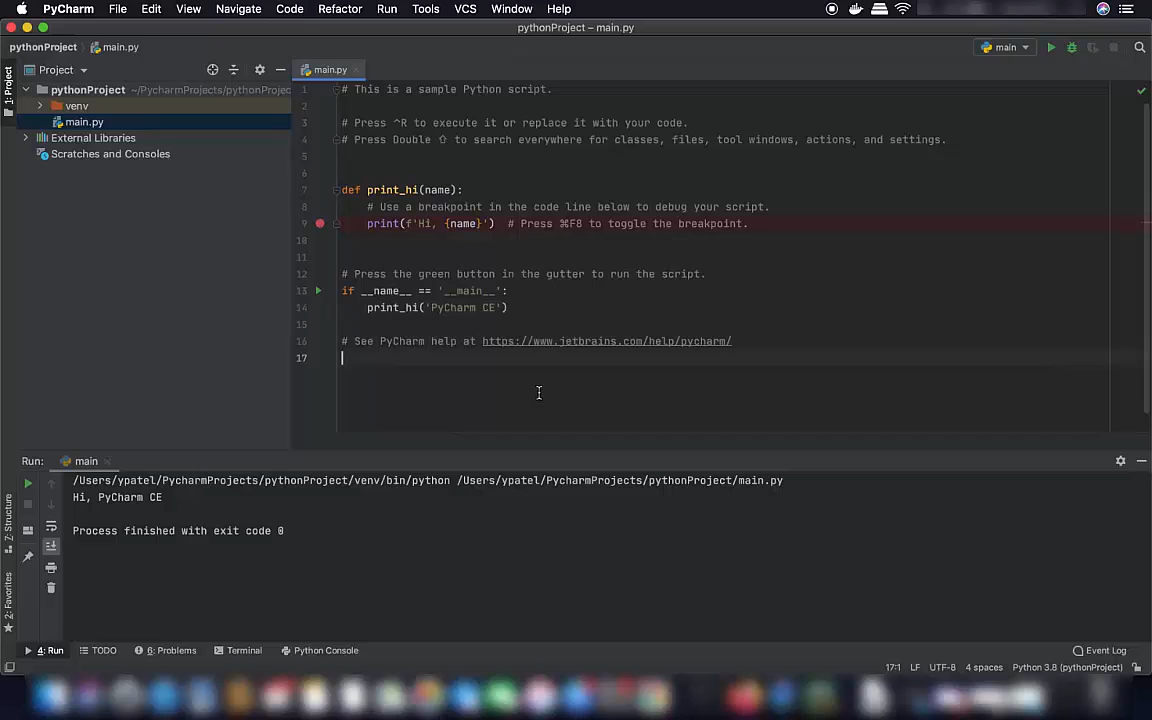 PyCharm File Edit View Navigate Code Refactor Run Tools VCS Window Help
pythonProject – main.py
pythonProject main.py main
1: Project
Project
main.py
pythonProject ~/PycharmProjects/pythonProjec
venv
main.py
External Libraries
Scratches and Consoles
1 # This is a sample Python script.
2
3 # Press ^R to execute it or replace it with your code.
4 # Press Double ⇧ to search everywhere for classes, files, tool windows, actions, and settings.
5
6
7 def print_hi(name):
8 # Use a breakpoint in the code line below to debug your script.
9 print(f'Hi, {name}') # Press ⌘F8 to toggle the breakpoint.
10
11
12 # Press the green button in the gutter to run the script.
13 if __name__ == '__main__':
14 print_hi('PyCharm CE')
15
16 # See PyCharm help at https://www.jetbrains.com/help/pycharm/
17
Run: main
/Users/ypatel/PycharmProjects/pythonProject/venv/bin/python /Users/ypatel/PycharmProjects/pythonProject/main.py
Hi, PyCharm CE
Process finished with exit code 0
7: Structure
2: Favorites
4: Run TODO 6: Problems Terminal Python Console Event Log
17:1 LF UTF-8 4 spaces Python 3.8 (pythonProject)